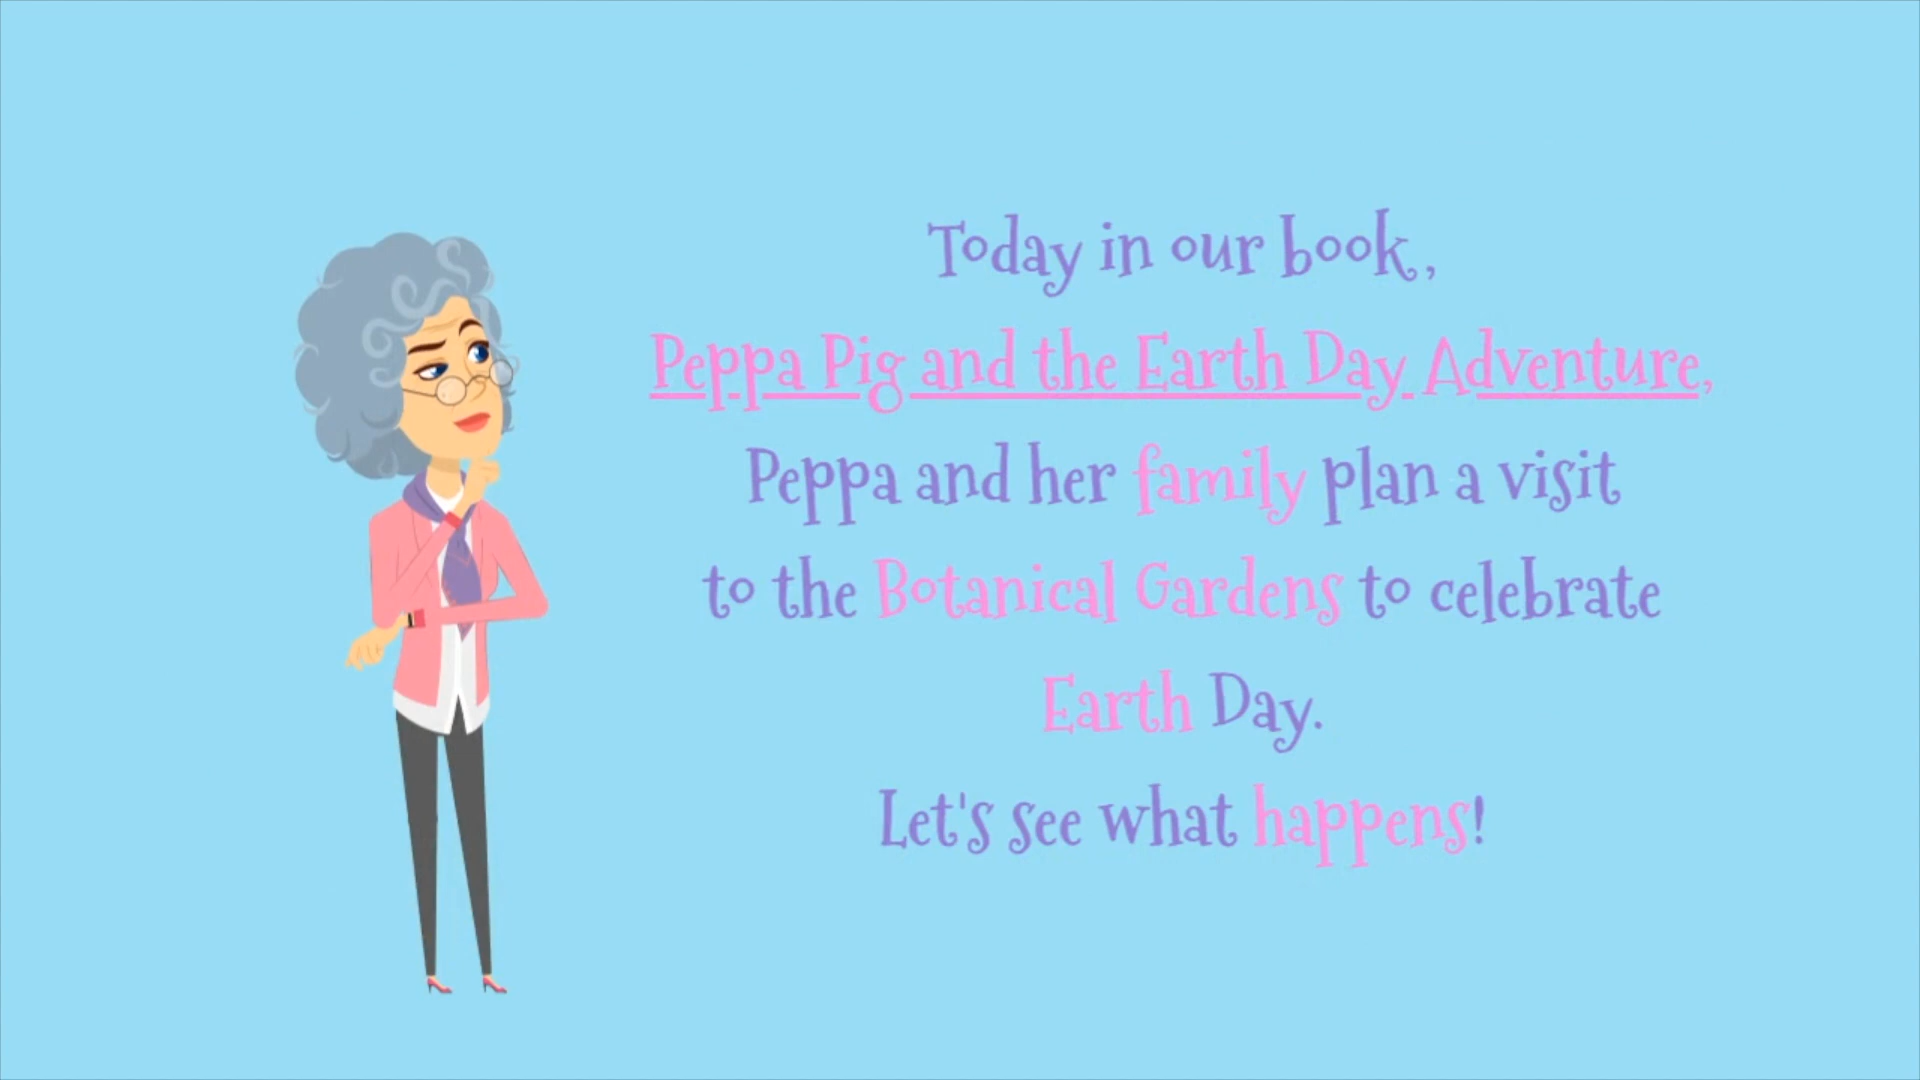 Today in our book,
Peppa Pig and the Earth Day Adventure,
Peppa and her family plan a visit
to the Botanical Gardens to celebrate
Earth Day.
Let's see what happens!